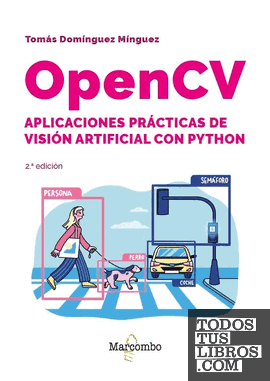 Tomás Domínguez Mínguez
OpenCV
APLICACIONES PRÁCTICAS DE
VISIÓN ARTIFICIAL CON PYTHON
2.ª edición
SEMÁFORO
PERSONA
PERRO
COCHE
Marcombo
TODOS
TUS
LIBROS
.COM